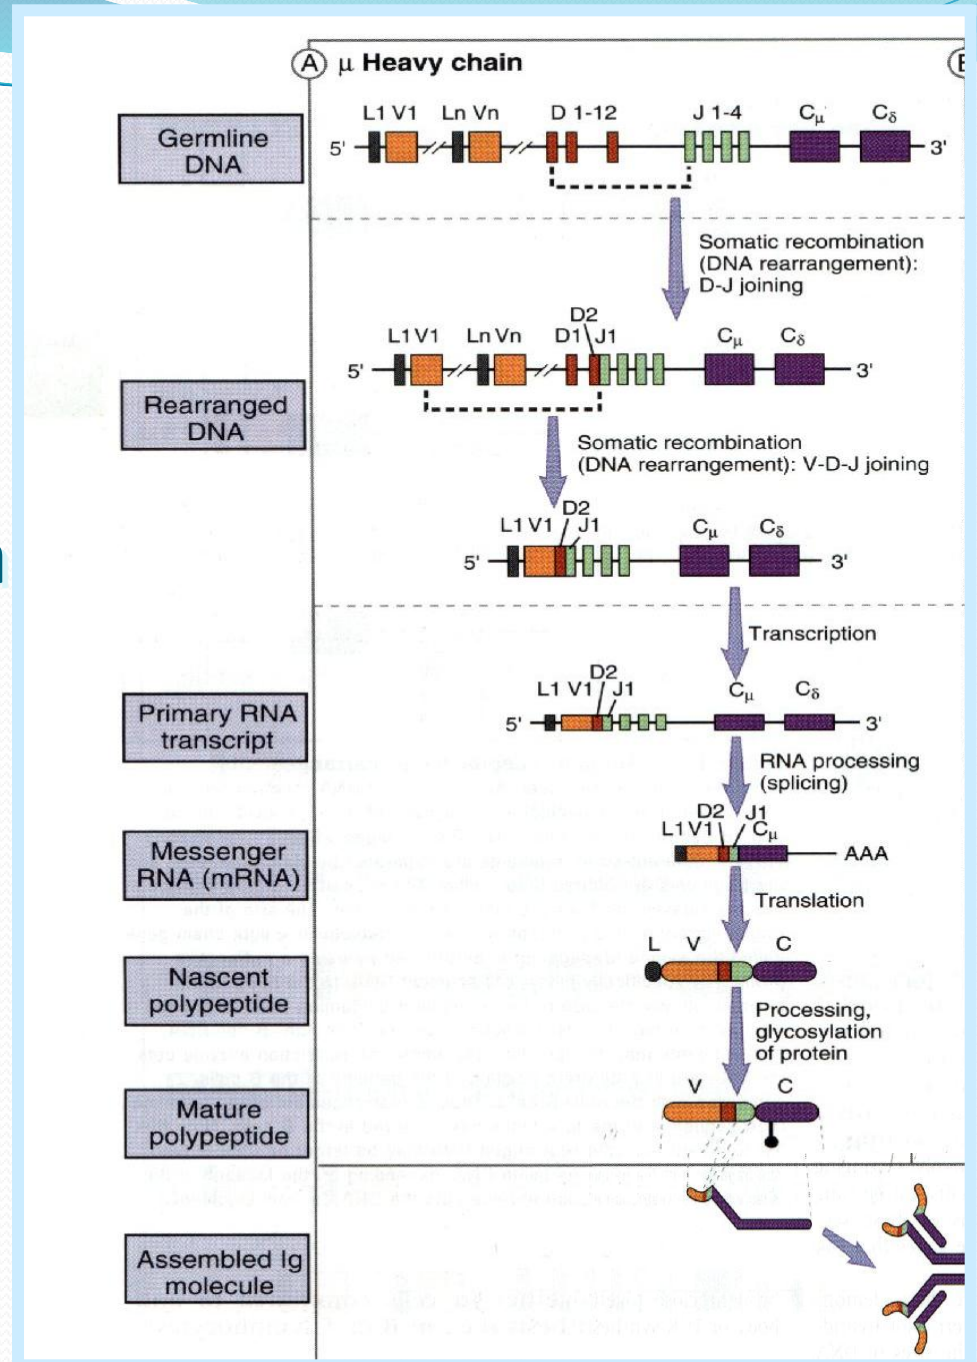 A μ Heavy chain
L1 V1 Ln Vn D 1-12 J 1-4 Cμ Cδ
Germline
DNA
5' 3'
Somatic recombination
(DNA rearrangement):
D-J joining
D2
L1 V1 Ln Vn D1 J1 Cμ Cδ
5' 3'
Rearranged
DNA
Somatic recombination
(DNA rearrangement): V-D-J joining
D2
L1 V1 J1 Cμ Cδ
5' 3'
Transcription
D2
L1 V1 J1 Cμ Cδ
Primary RNA
transcript
5' 3'
RNA processing
(splicing)
D2 J1
L1 V1 Cμ
Messenger
RNA (mRNA)
AAA
Translation
L V C
Nascent
polypeptide
Processing,
glycosylation
of protein
V C
Mature
polypeptide
Assembled Ig
molecule